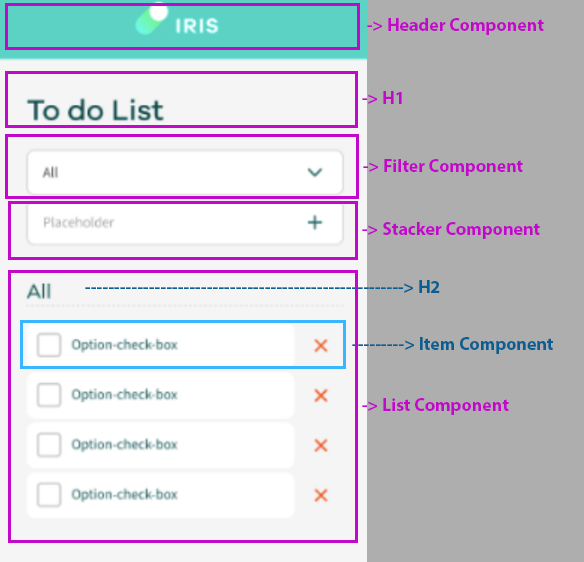 IRIS
-> Header Component
To do List
-> H1
All
-> Filter Component
Placeholder
-> Stacker Component
All
---> H2
Option-check-box
---> Item Component
Option-check-box
-> List Component
Option-check-box
Option-check-box